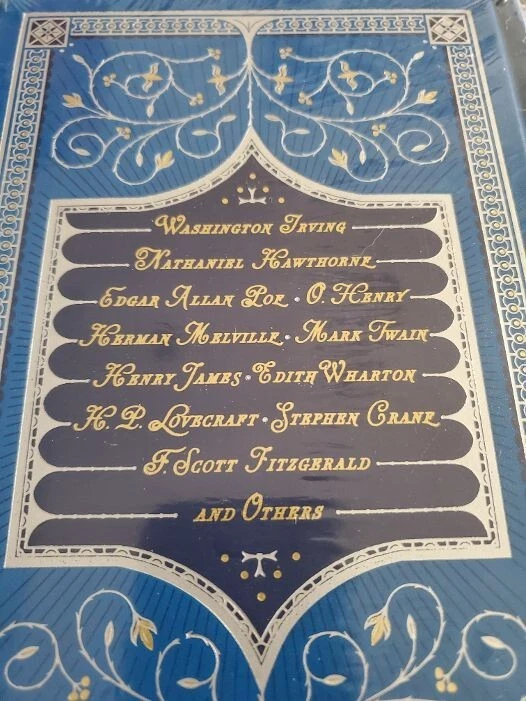 Washington Irving
Nathaniel Hawthorne
Edgar Allan Poe · O. Henry
Herman Melville · Mark Twain
Henry James · Edith Wharton
H. P. Lovecraft · Stephen Crane
F. Scott Fitzgerald
and Others